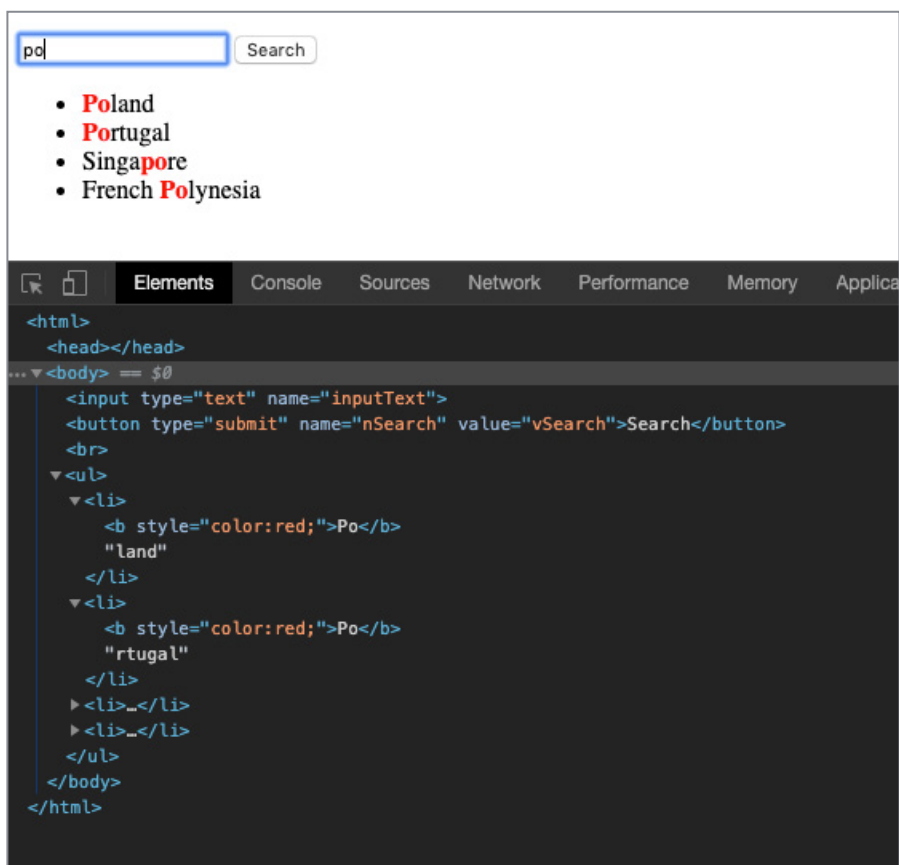 po Search
Poland
Portugal
Singapore
French Polynesia
Elements Console Sources Network Performance Memory Applica
<html>
<head></head>
... ▼<body> == $0
<input type="text" name="inputText">
<button type="submit" name="nSearch" value="vSearch">Search</button>
<br>
▼<ul>
▼<li>
<b style="color:red;">Po</b>
"land"
</li>
▼<li>
<b style="color:red;">Po</b>
"rtugal"
</li>
▶<li>…</li>
▶<li>…</li>
</ul>
</body>
</html>